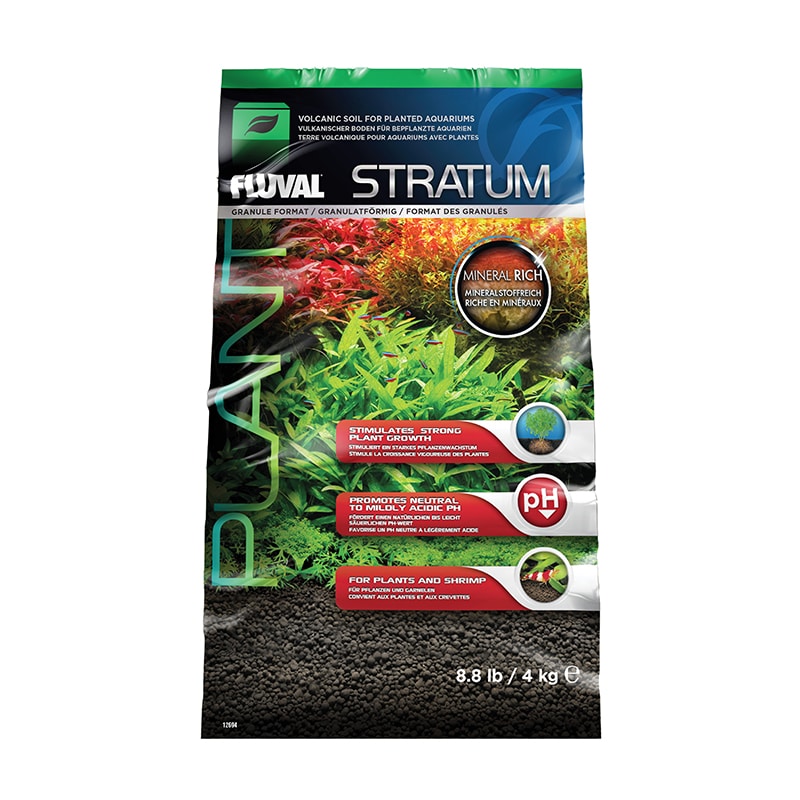 VOLCANIC SOIL FOR PLANTED AQUARIUMS
VULKANISCHER BODEN FÜR BEPFLANZTE AQUARIEN
TERRE VOLCANIQUE POUR AQUARIUMS AVEC PLANTES
FLUVAL STRATUM
GRANULE FORMAT / GRANULATFÖRMIG / FORMAT DES GRANULÉS
PLANT
MINERAL RICH
MINERALSTOFFREICH
RICHE EN MINÉRAUX
STIMULATES STRONG
PLANT GROWTH
STIMULIERT EIN STARKES PFLANZENWACHSTUM
STIMULE LA CROISSANCE VIGOUREUSE DES PLANTES
PROMOTES NEUTRAL
TO MILDLY ACIDIC PH
FÖRDERT EINEN NATÜRLICHEN BIS LEICHT
SÄUERLICHEN PH-WERT
FAVORISE UN PH NEUTRE À LÉGÈREMENT ACIDE
pH
FOR PLANTS AND SHRIMP
FÜR PFLANZEN UND GARNELEN
CONVIENT AUX PLANTES ET AUX CREVETTES
8.8 lb / 4 kg ℮
12694